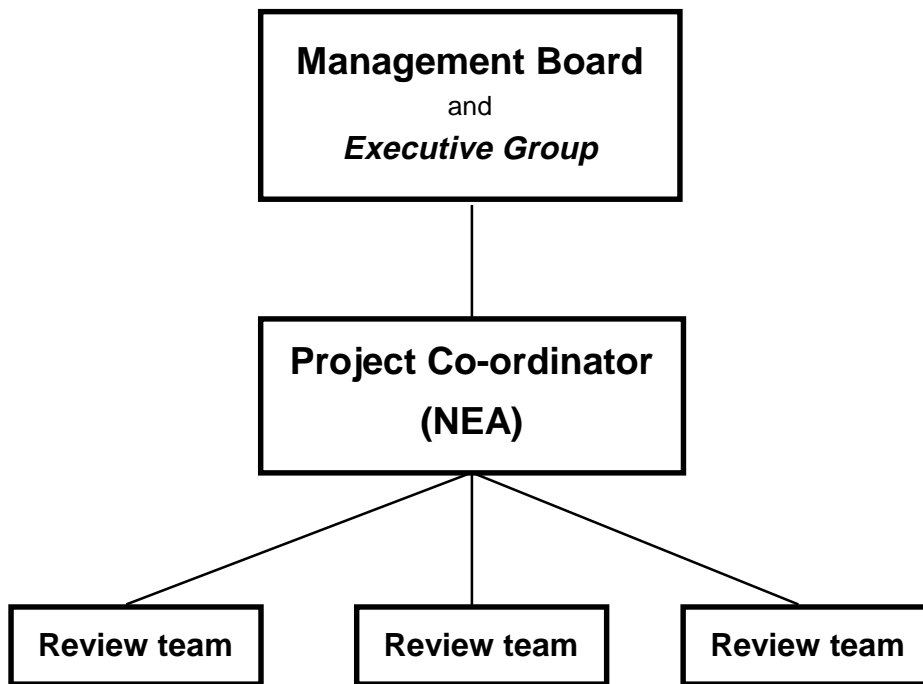 Management Board
and
Executive Group
Project Co-ordinator
(NEA)
Review team
Review team
Review team